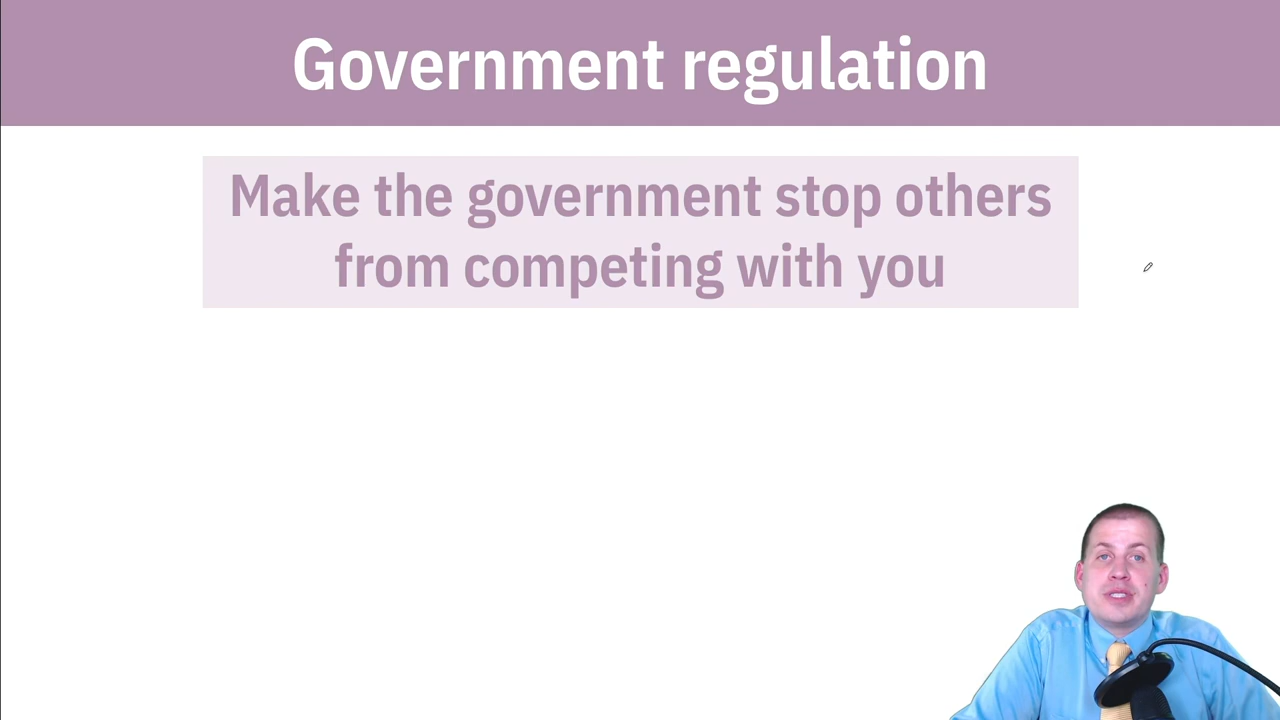 Government regulation
Make the government stop others
from competing with you